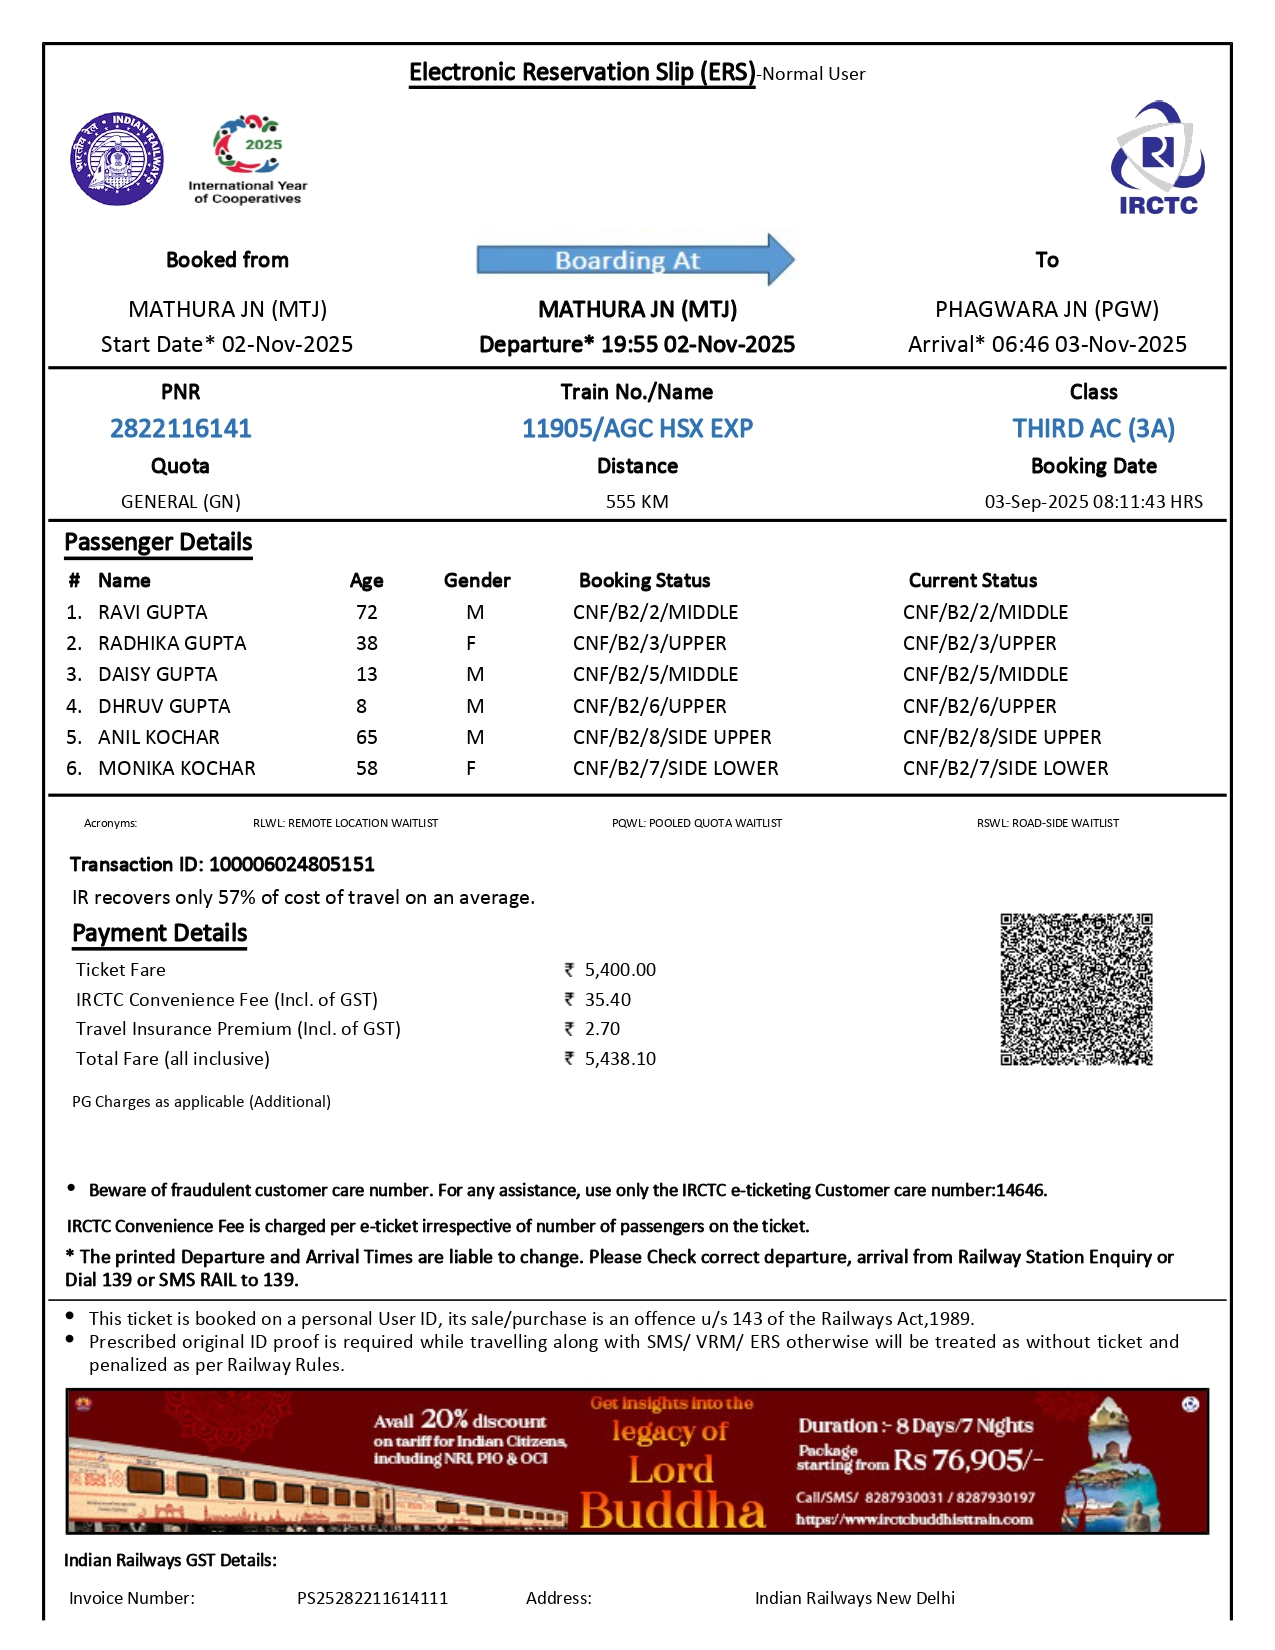 Electronic Reservation Slip (ERS)-Normal User
भारतीय रेल • INDIAN RAILWAYS
2025
International Year
of Cooperatives
IRCTC
Booked from Boarding At To
MATHURA JN (MTJ) MATHURA JN (MTJ) PHAGWARA JN (PGW)
Start Date* 02-Nov-2025 Departure* 19:55 02-Nov-2025 Arrival* 06:46 03-Nov-2025
PNR Train No./Name Class
2822116141 11905/AGC HSX EXP THIRD AC (3A)
Quota Distance Booking Date
GENERAL (GN) 555 KM 03-Sep-2025 08:11:43 HRS
Passenger Details
# Name Age Gender Booking Status Current Status
1. RAVI GUPTA 72 M CNF/B2/2/MIDDLE CNF/B2/2/MIDDLE
2. RADHIKA GUPTA 38 F CNF/B2/3/UPPER CNF/B2/3/UPPER
3. DAISY GUPTA 13 M CNF/B2/5/MIDDLE CNF/B2/5/MIDDLE
4. DHRUV GUPTA 8 M CNF/B2/6/UPPER CNF/B2/6/UPPER
5. ANIL KOCHAR 65 M CNF/B2/8/SIDE UPPER CNF/B2/8/SIDE UPPER
6. MONIKA KOCHAR 58 F CNF/B2/7/SIDE LOWER CNF/B2/7/SIDE LOWER
Acronyms: RLWL: REMOTE LOCATION WAITLIST PQWL: POOLED QUOTA WAITLIST RSWL: ROAD-SIDE WAITLIST
Transaction ID: 100006024805151
IR recovers only 57% of cost of travel on an average.
Payment Details
Ticket Fare ₹ 5,400.00
IRCTC Convenience Fee (Incl. of GST) ₹ 35.40
Travel Insurance Premium (Incl. of GST) ₹ 2.70
Total Fare (all inclusive) ₹ 5,438.10
PG Charges as applicable (Additional)
• Beware of fraudulent customer care number. For any assistance, use only the IRCTC e-ticketing Customer care number:14646.
IRCTC Convenience Fee is charged per e-ticket irrespective of number of passengers on the ticket.
* The printed Departure and Arrival Times are liable to change. Please Check correct departure, arrival from Railway Station Enquiry or
Dial 139 or SMS RAIL to 139.
• This ticket is booked on a personal User ID, its sale/purchase is an offence u/s 143 of the Railways Act,1989.
• Prescribed original ID proof is required while travelling along with SMS/ VRM/ ERS otherwise will be treated as without ticket and
penalized as per Railway Rules.
Avail 20% discount
on tariff for Indian Citizens,
including NRI, PIO & OCI
Get insights into the
legacy of
Lord
Buddha
Duration :- 8 Days/7 Nights
Package
starting from Rs 76,905/-
Call/SMS/ 8287930031 / 8287930197
https://www.irctcbuddhisttrain.com
Indian Railways GST Details:
Invoice Number: PS25282211614111 Address: Indian Railways New Delhi